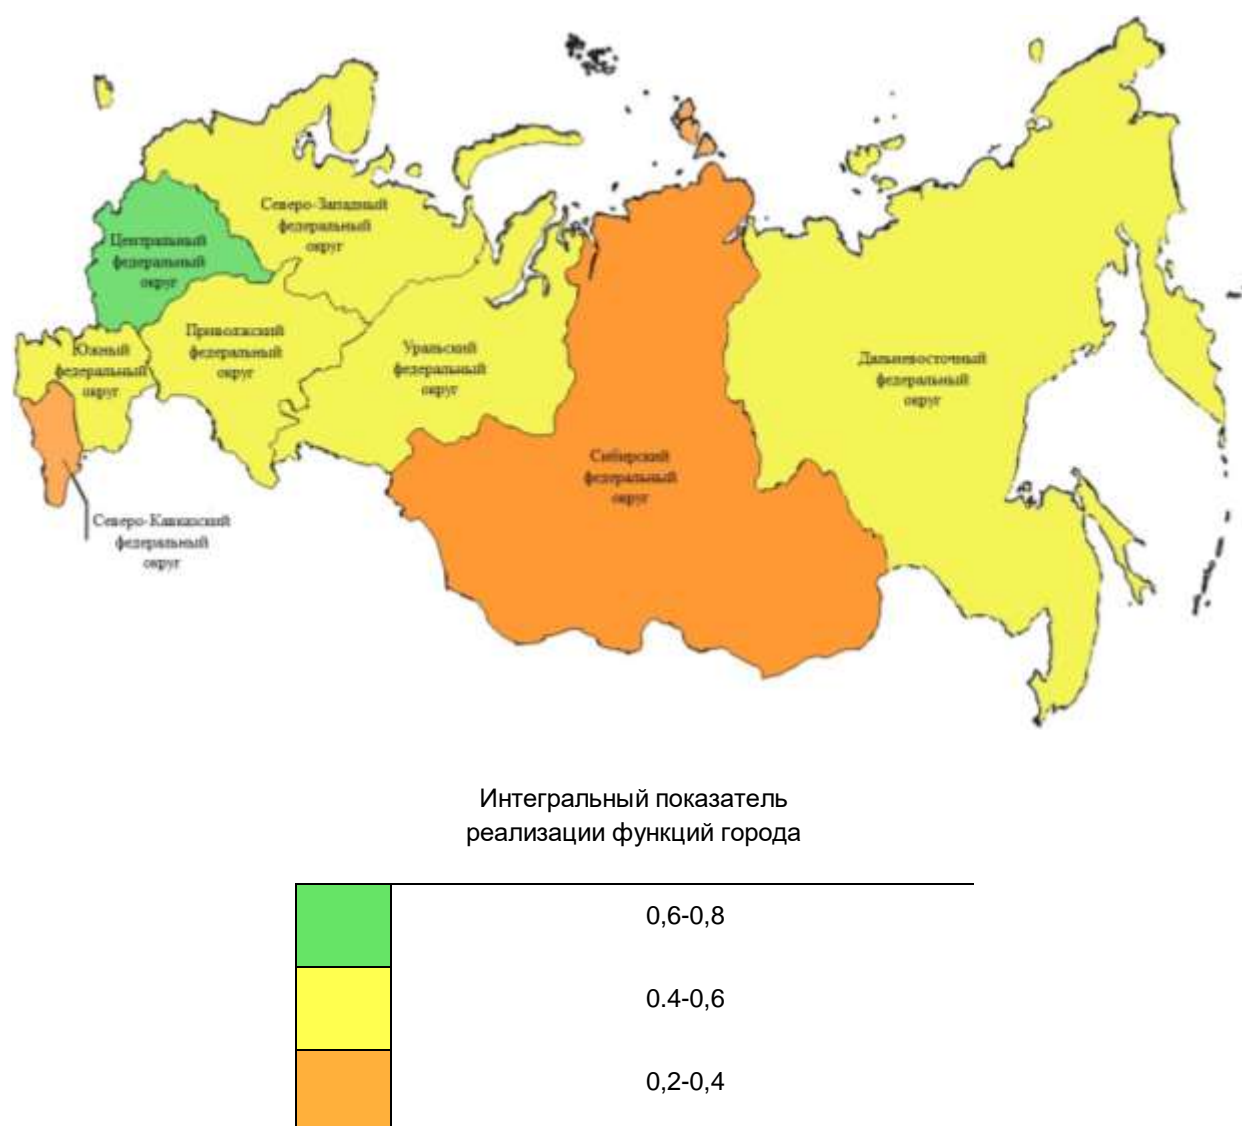 Северо-Западный
федеральный
округ
Центральный
федеральный
округ
Приволжский
федеральный
округ
Южный
федеральный
округ
Уральский
федеральный
округ
Дальневосточный
федеральный
округ
Сибирский
федеральный
округ
Северо-Кавказский
федеральный
округ
Интегральный показатель
реализации функций города
0,6-0,8
0.4-0,6
0,2-0,4